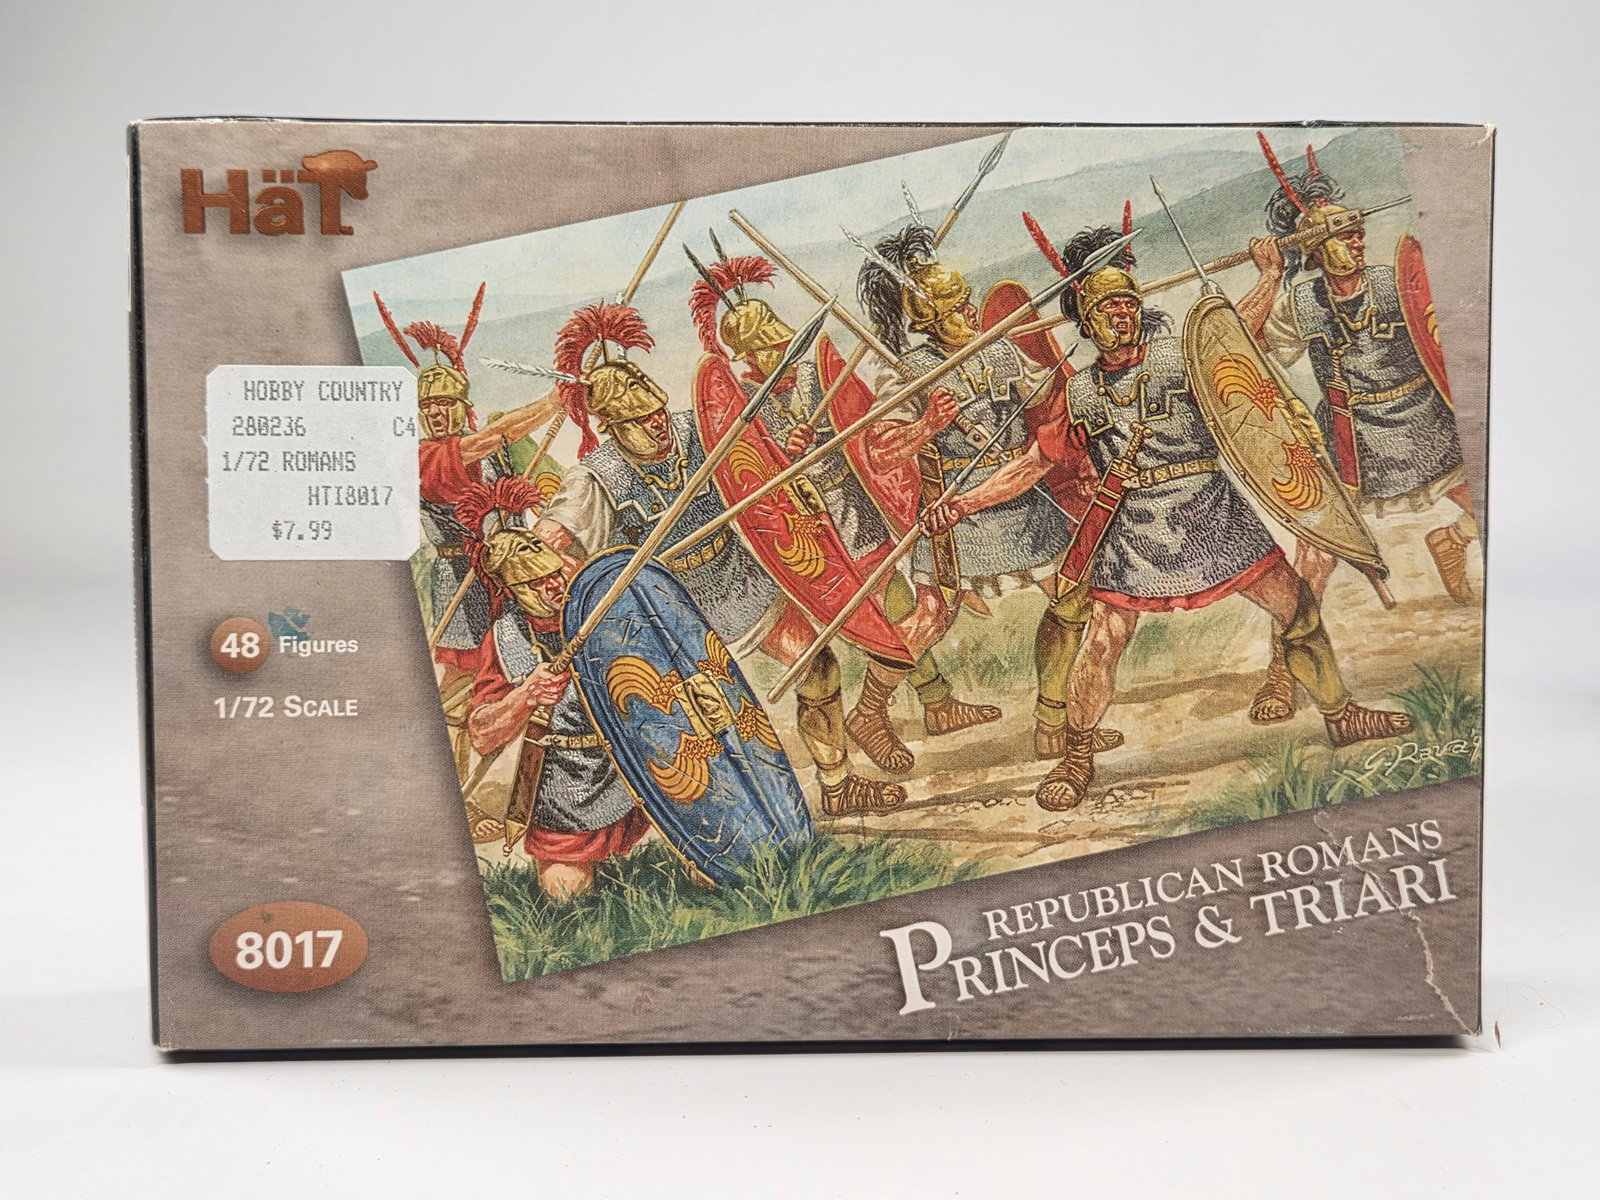 HäT
HOBBY COUNTRY
280236 C4
1/72 ROMANS
HTI8017
$7.99
48 Figures
1/72 SCALE
8017
G. Rava
REPUBLICAN ROMANS
PRINCEPS & TRIARI